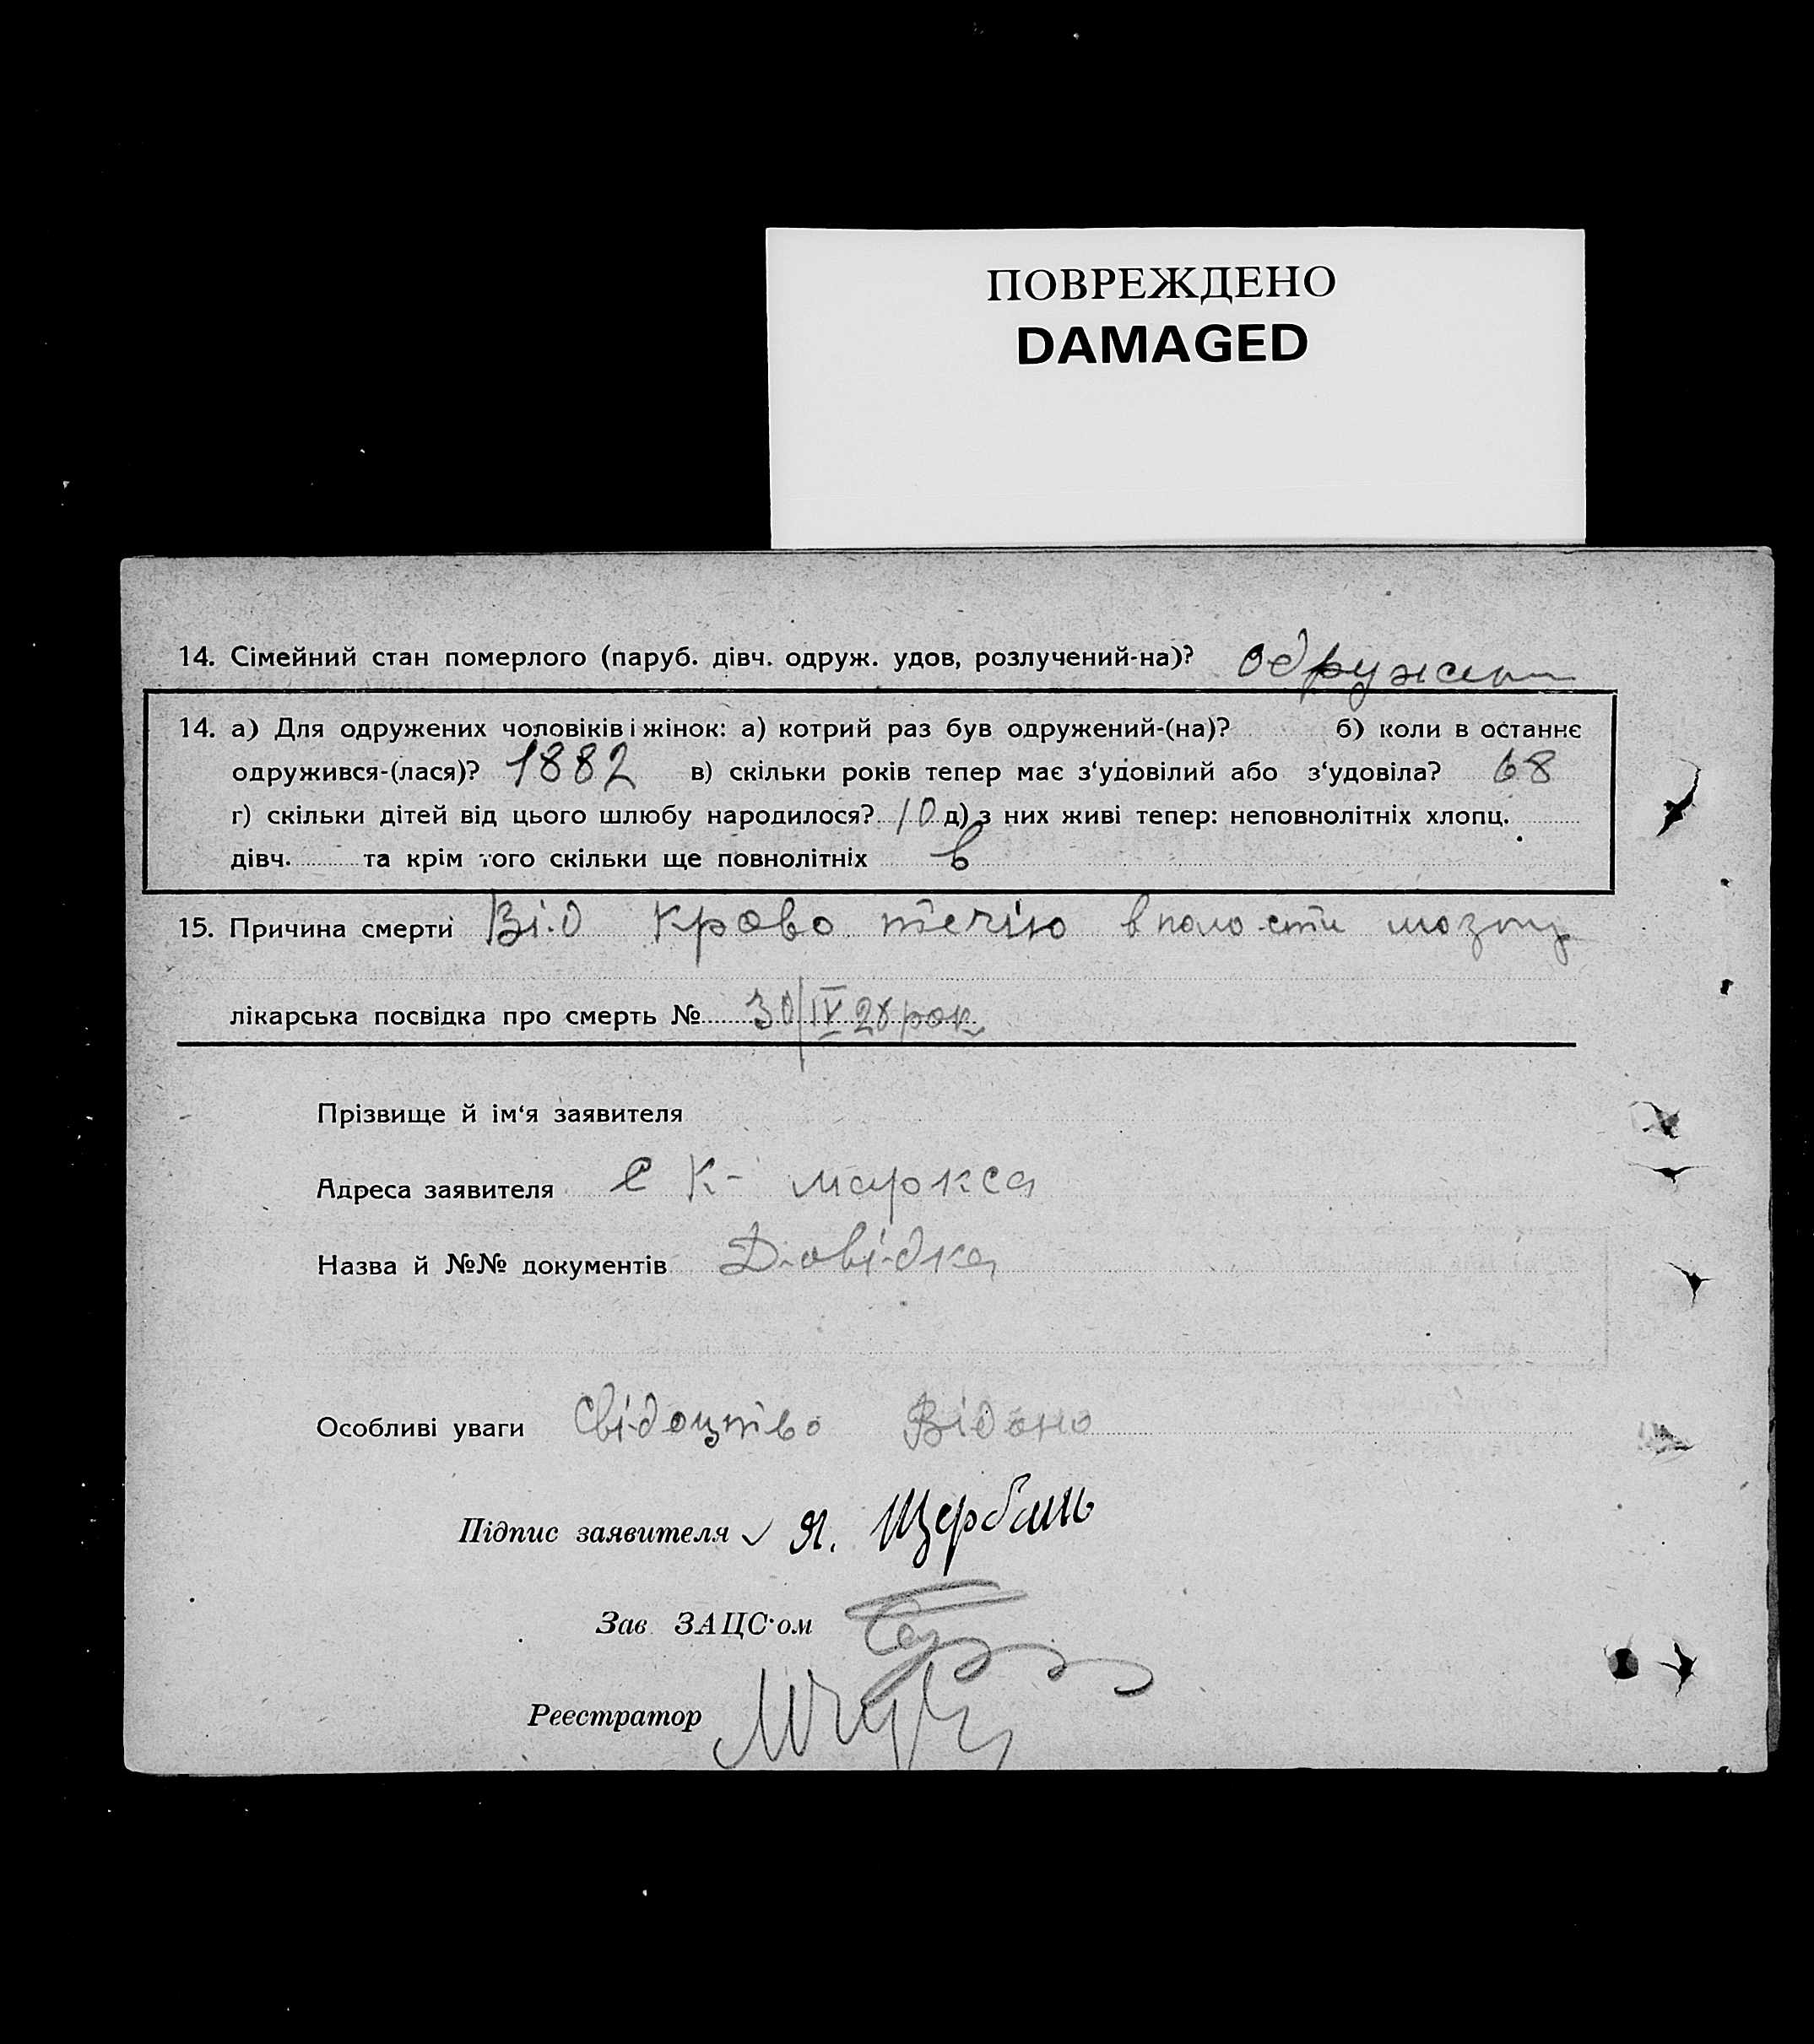 ПОВРЕЖДЕНО
DAMAGED
14. Сімейний стан померлого (паруб. дівч. одруж. удов, розлучений-на)? одружен
14. а) Для одружених чоловіків і жінок: а) котрий раз був одружений-(на)? б) коли в останнє
одружився-(лася)? 1882 в) скільки років тепер має з‘удовілий або з‘удовіла? 68
г) скільки дітей від цього шлюбу народилося? 10 д) з них живі тепер: неповнолітніх хлопц.
дівч. та крім того скільки ще повнолітніх 6
15. Причина смерти Від крово течію в поло-сти мозгу
лікарська посвідка про смерть № 30/IV 28 рок
Прізвище й ім‘я заявителя
Адреса заявителя с К- маркса
Назва й №№ документів Довідка
Особливі уваги Свідоцтво Відано
Підпис заявителя Я. Щербань
Зав ЗАЦС·ом
Реєстратор